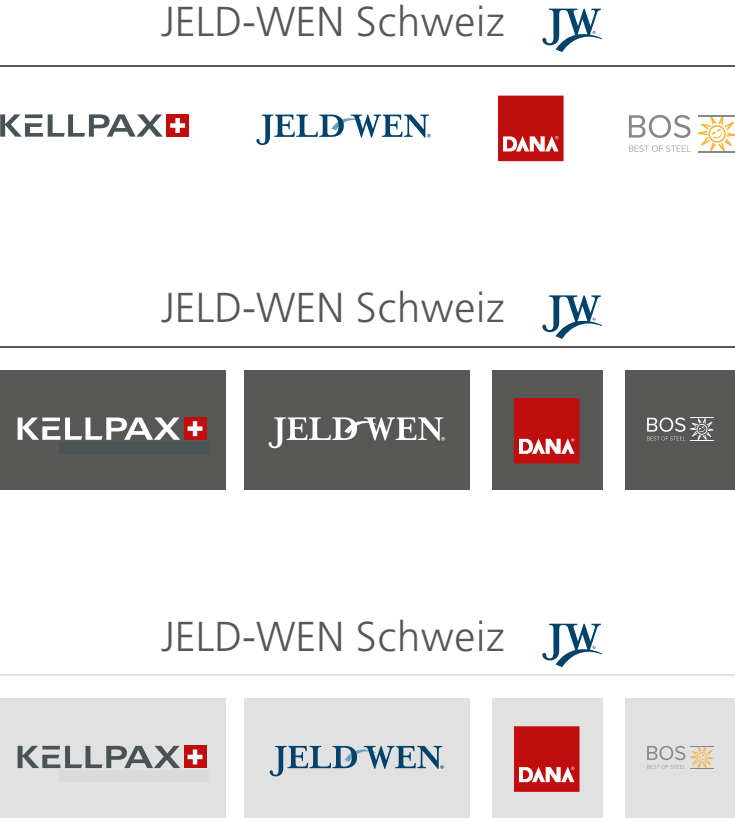 JELD-WEN Schweiz JW
KELLPAX JELD-WEN® DANA® BOS
BEST OF STEEL
JELD-WEN Schweiz JW
KELLPAX JELD-WEN® DANA® BOS
BEST OF STEEL
JELD-WEN Schweiz JW
KELLPAX JELD-WEN® DANA® BOS
BEST OF STEEL